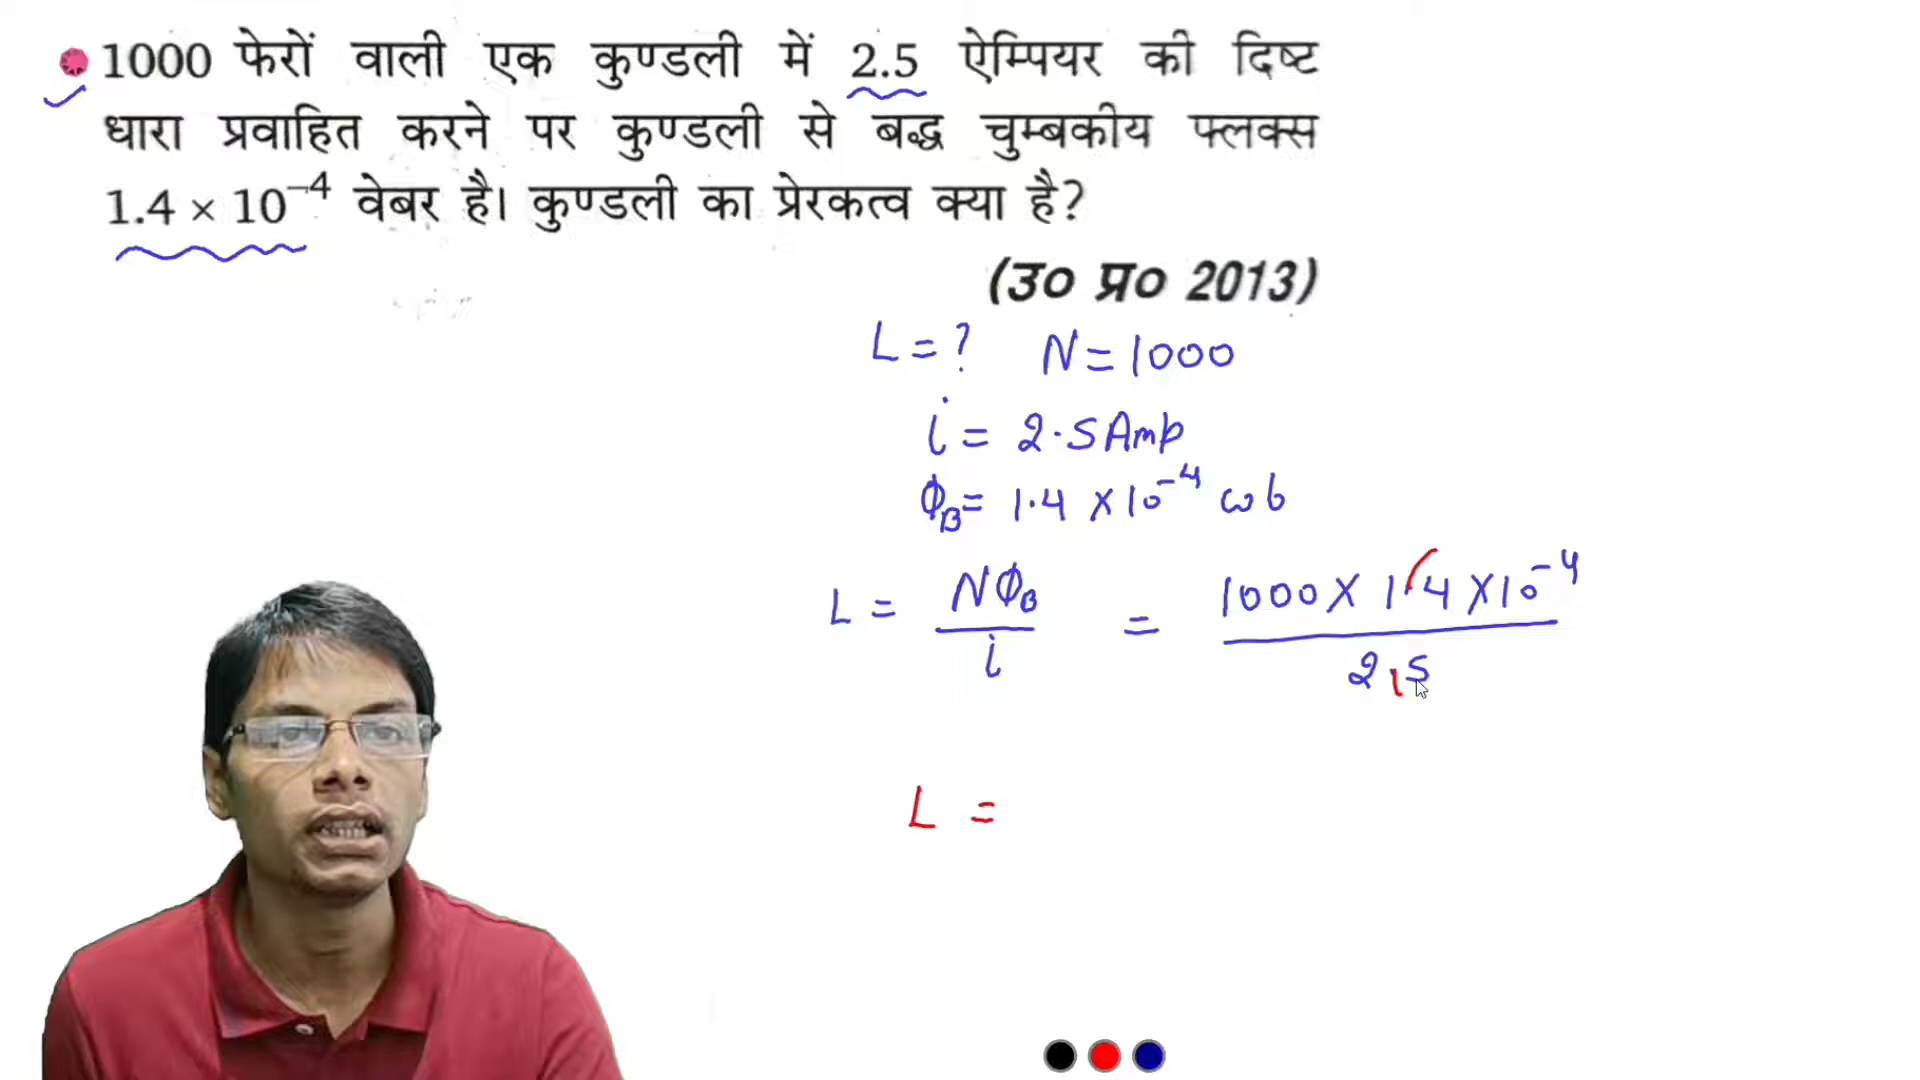 1000 फेरों वाली एक कुण्डली में 2.5 ऐम्पियर की दिष्ट
धारा प्रवाहित करने पर कुण्डली से बद्ध चुम्बकीय फ्लक्स
1.4 × 10⁻⁴ वेबर है। कुण्डली का प्रेरकत्व क्या है?
(उ० प्र० 2013)
L = ? N = 1000
i = 2.5 Amp
ϕ_B = 1.4 × 10⁻⁴ wb
L = Nϕ_B / i = 1000 × 1.4 × 10⁻⁴ / 2.5
L =